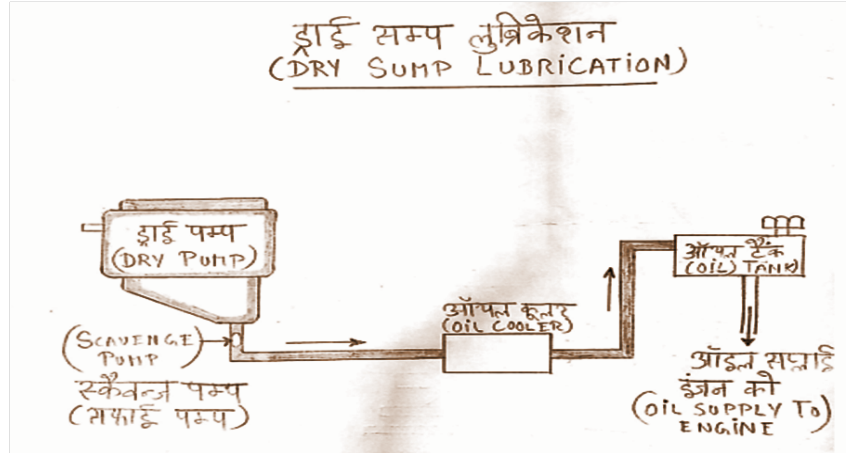 ड्राई सम्प लुब्रिकेशन
(DRY SUMP LUBRICATION)
ड्राई पम्प
(DRY PUMP)
(SCAVENGE
PUMP)
स्कैवन्ज पम्प
(सफाई पम्प)
ऑयल कूलर
(OIL COOLER)
ऑयल टैंक
(OIL) TANK)
ऑइल सप्लाई
इंजन को
(OIL SUPPLY TO)
ENGINE